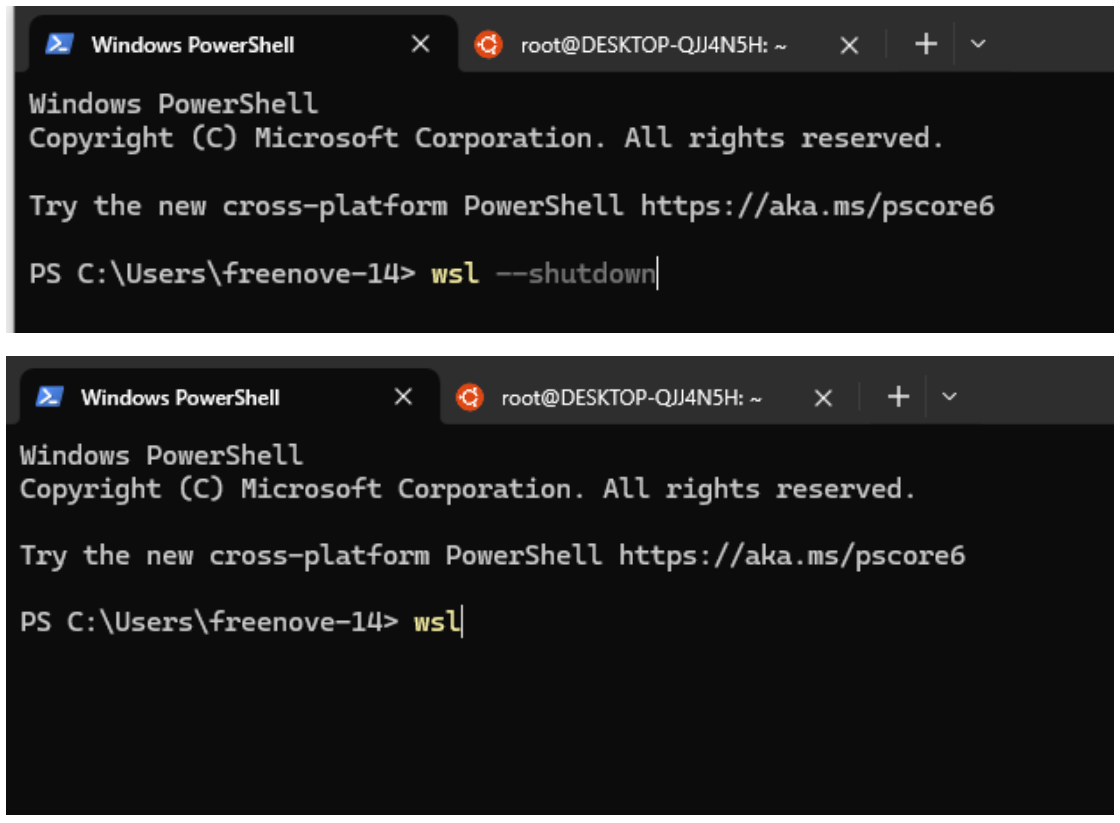 Windows PowerShell
root@DESKTOP-QJJ4N5H: ~
Windows PowerShell
Copyright (C) Microsoft Corporation. All rights reserved.
Try the new cross-platform PowerShell https://aka.ms/pscore6
PS C:\Users\freenove-14> wsl --shutdown
Windows PowerShell
root@DESKTOP-QJJ4N5H: ~
Windows PowerShell
Copyright (C) Microsoft Corporation. All rights reserved.
Try the new cross-platform PowerShell https://aka.ms/pscore6
PS C:\Users\freenove-14> wsl